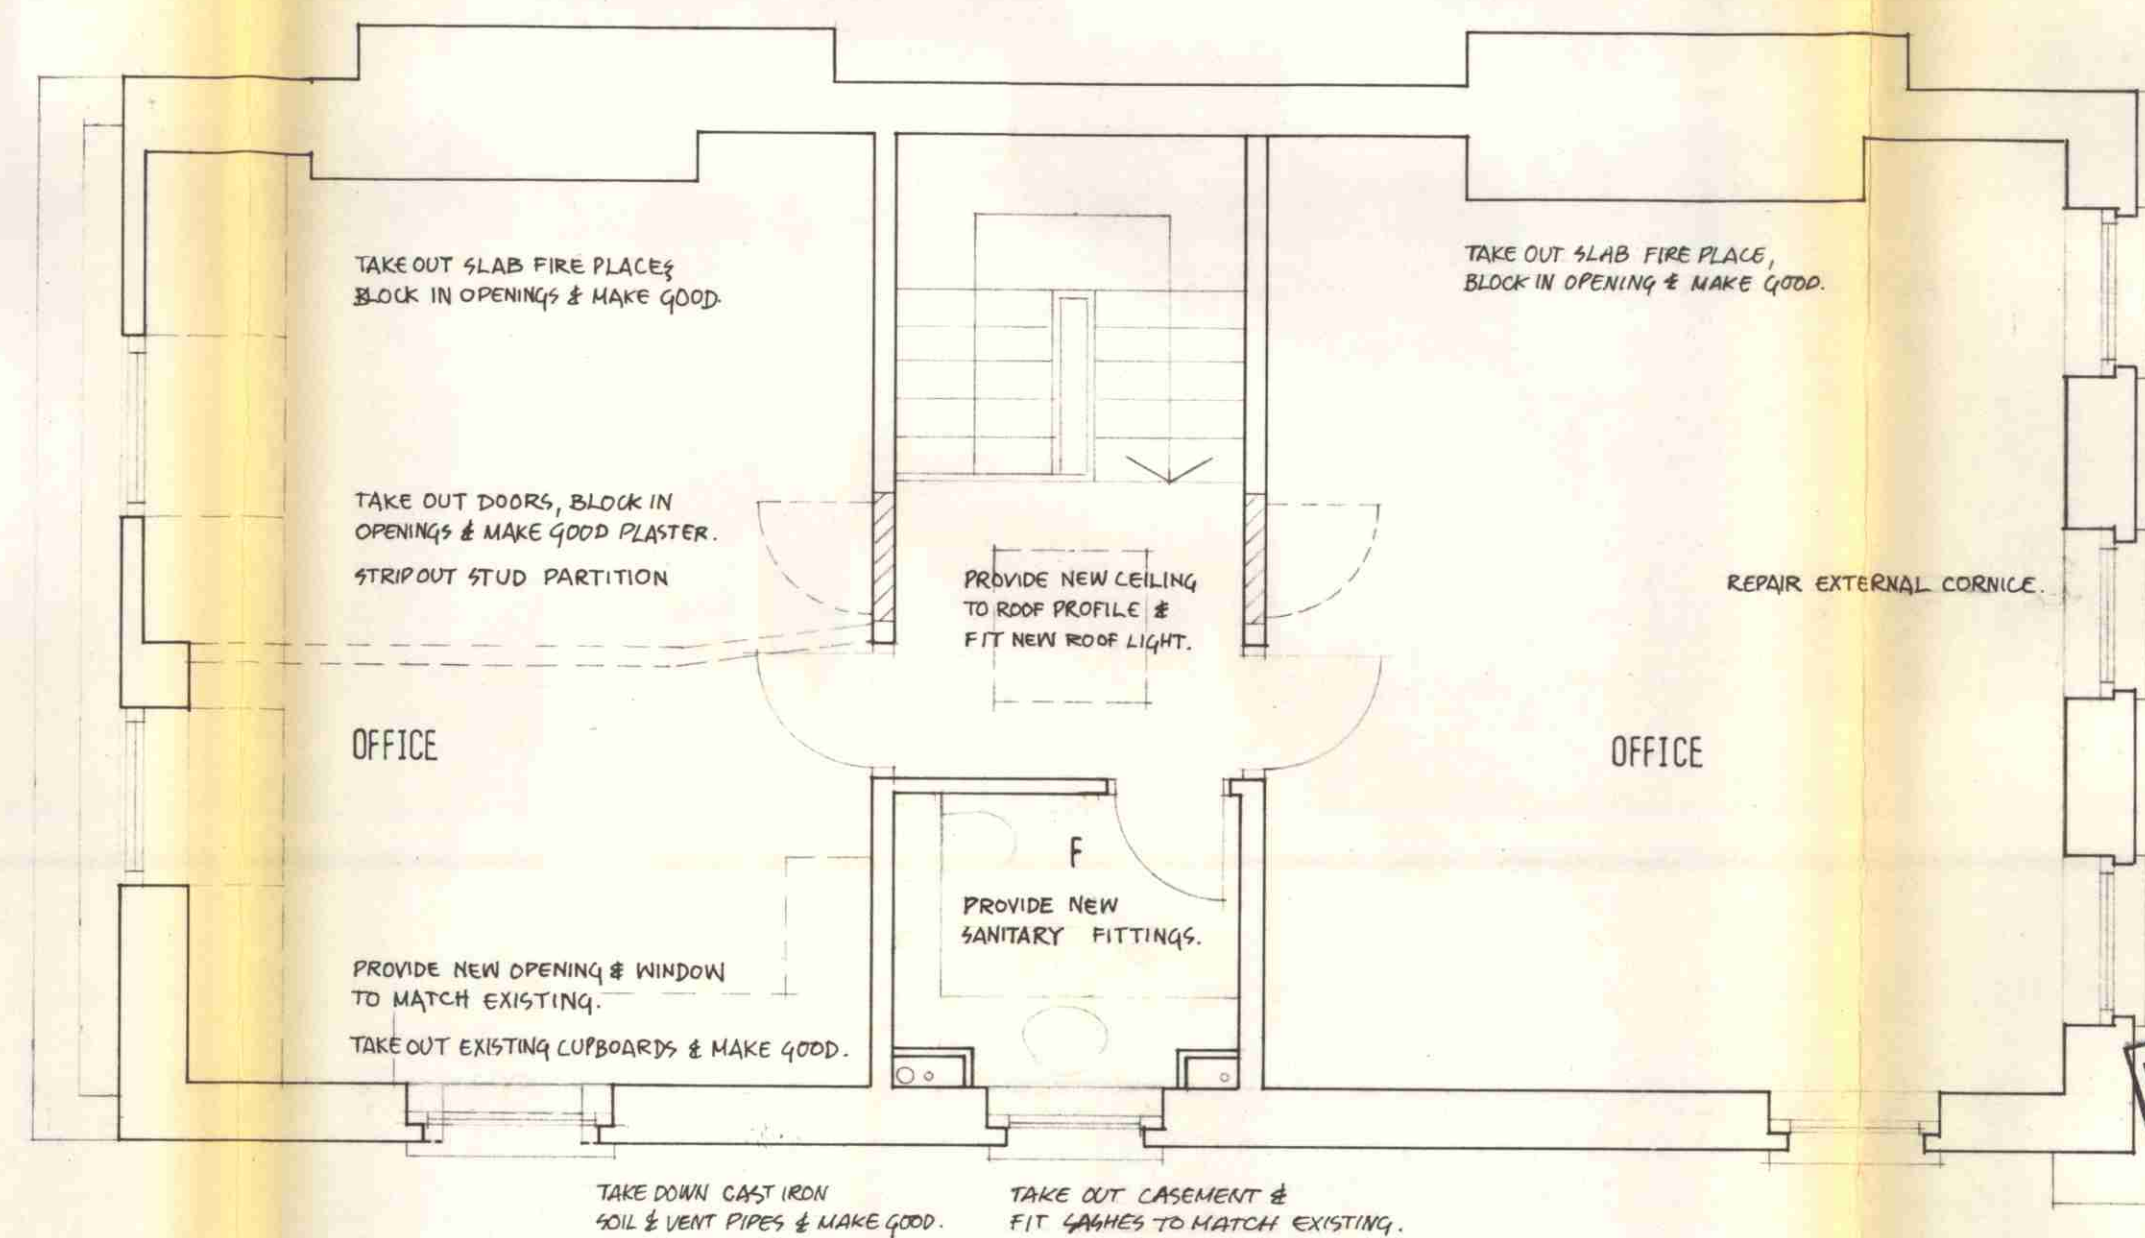 TAKE OUT SLAB FIRE PLACES
BLOCK IN OPENINGS & MAKE GOOD.
TAKE OUT SLAB FIRE PLACE,
BLOCK IN OPENING & MAKE GOOD.
TAKE OUT DOORS, BLOCK IN
OPENINGS & MAKE GOOD PLASTER.
STRIP OUT STUD PARTITION
PROVIDE NEW CEILING
TO ROOF PROFILE &
FIT NEW ROOF LIGHT.
REPAIR EXTERNAL CORNICE.
OFFICE
OFFICE
F
PROVIDE NEW
SANITARY FITTINGS.
PROVIDE NEW OPENING & WINDOW
TO MATCH EXISTING.
TAKE OUT EXISTING CUPBOARDS & MAKE GOOD.
TAKE DOWN CAST IRON
SOIL & VENT PIPES & MAKE GOOD.
TAKE OUT CASEMENT &
FIT SASHES TO MATCH EXISTING.